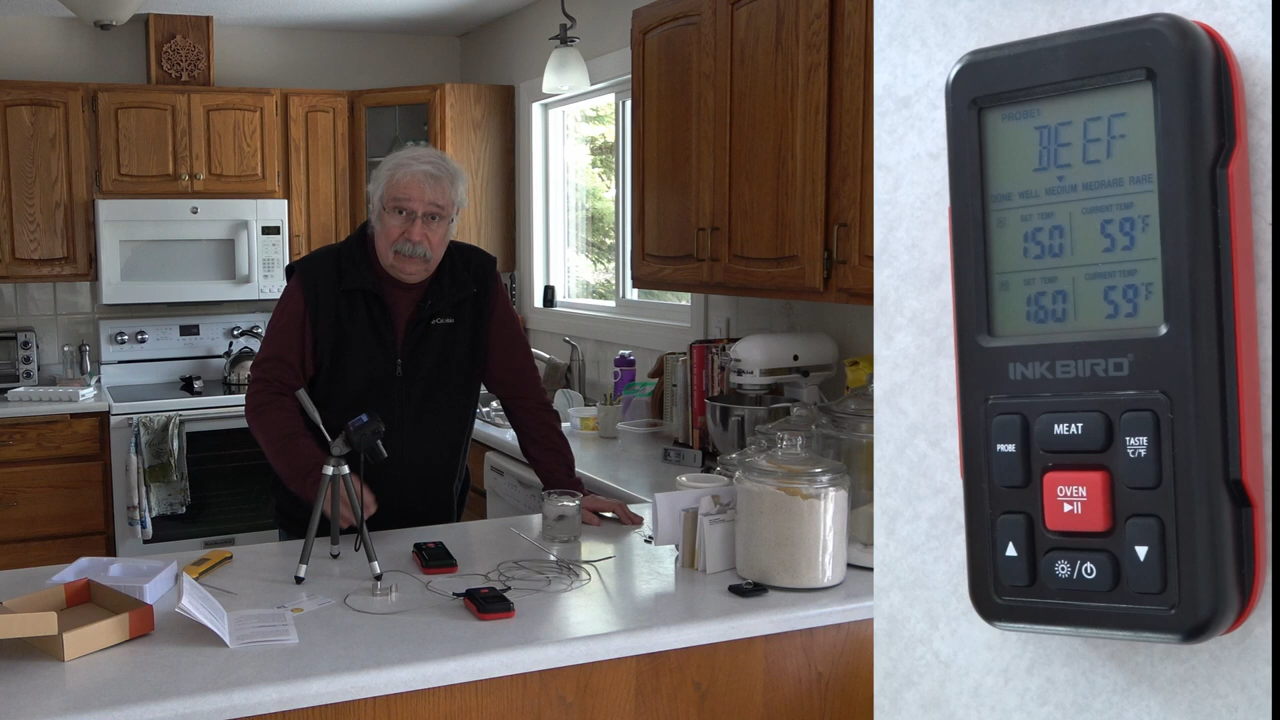 Columbia
PROBE1
BEEF
DONE WELL MEDIUM MEDRARE RARE
SET TEMP CURRENT TEMP
150 59°F
SET TEMP CURRENT TEMP
160 59°F
INKBIRD
PROBE
MEAT
TASTE
°C/°F
OVEN